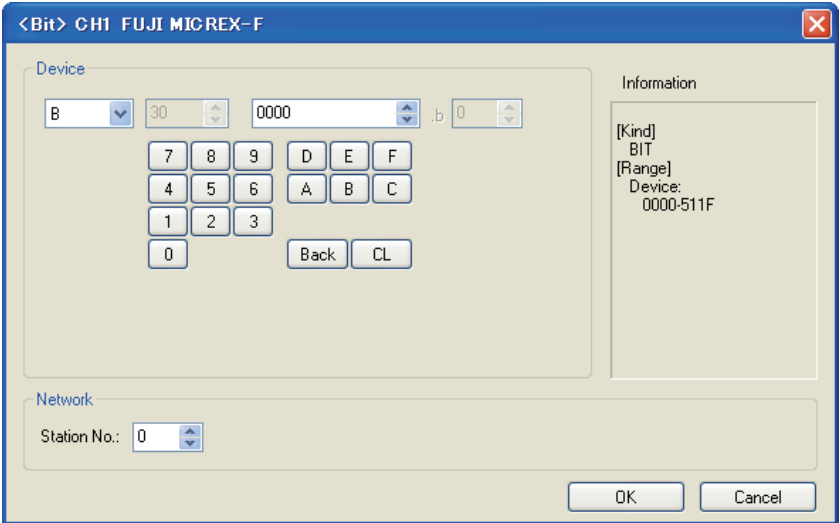 <Bit> CH1 FUJI MICREX-F
Device
B 30 0000 .b 0
7 8 9 D E F
4 5 6 A B C
1 2 3
0 Back CL
Information
[Kind]
BIT
[Range]
Device:
0000-511F
Network
Station No.: 0
OK Cancel